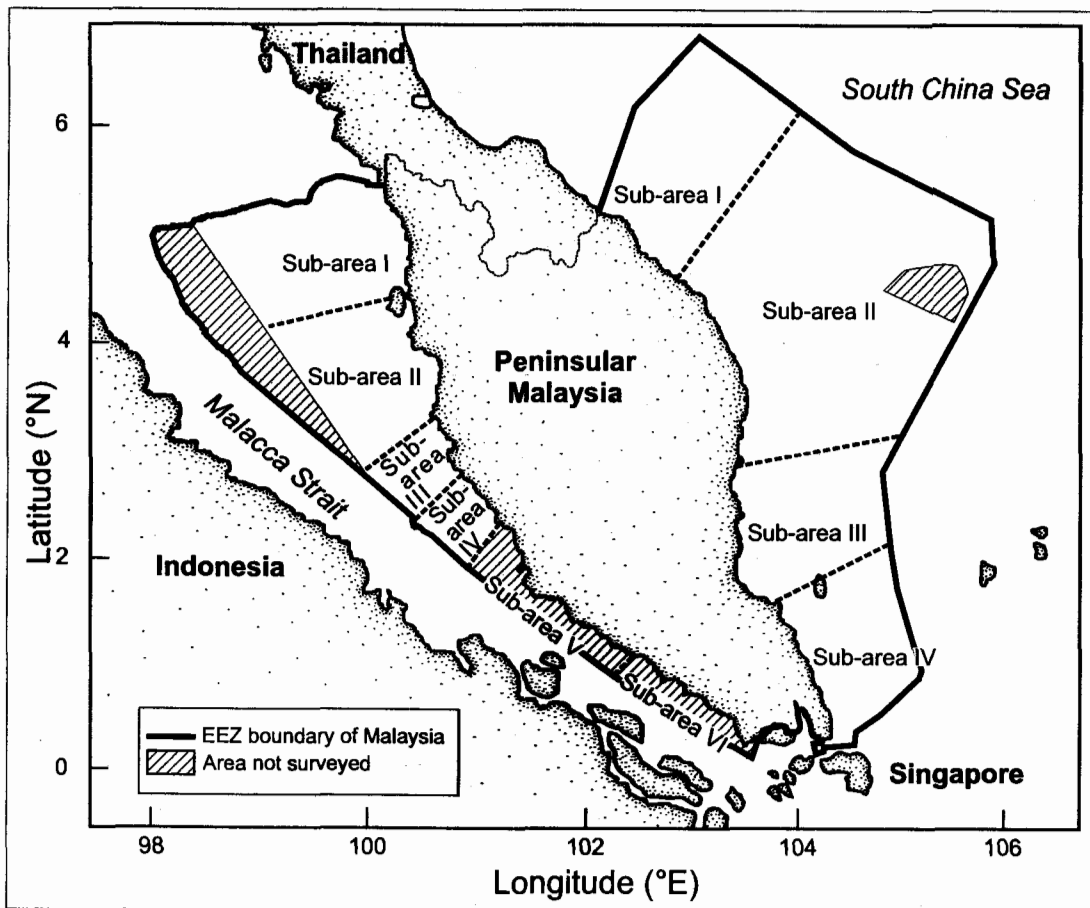 Thailand
South China Sea
6
Sub-area I
Sub-area I
Sub-area II
4
Peninsular
Malaysia
Sub-area II
Malacca Strait
Sub-
area
III
Sub-
area
IV
Latitude (°N)
2
Indonesia
Sub-area III
Sub-area V
Sub-area IV
Sub-area VI
EEZ boundary of Malaysia
Area not surveyed
0
Singapore
98
100
102
104
106
Longitude (°E)